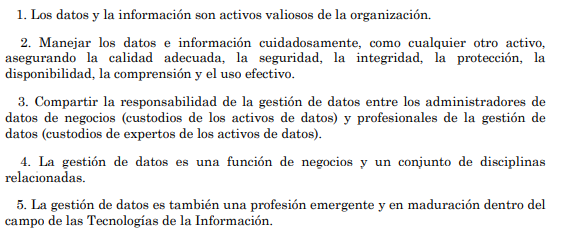 1. Los datos y la información son activos valiosos de la organización.
2. Manejar los datos e información cuidadosamente, como cualquier otro activo,
asegurando la calidad adecuada, la seguridad, la integridad, la protección, la
disponibilidad, la comprensión y el uso efectivo.
3. Compartir la responsabilidad de la gestión de datos entre los administradores de
datos de negocios (custodios de los activos de datos) y profesionales de la gestión de
datos (custodios de expertos de los activos de datos).
4. La gestión de datos es una función de negocios y un conjunto de disciplinas
relacionadas.
5. La gestión de datos es también una profesión emergente y en maduración dentro del
campo de las Tecnologías de la Información.